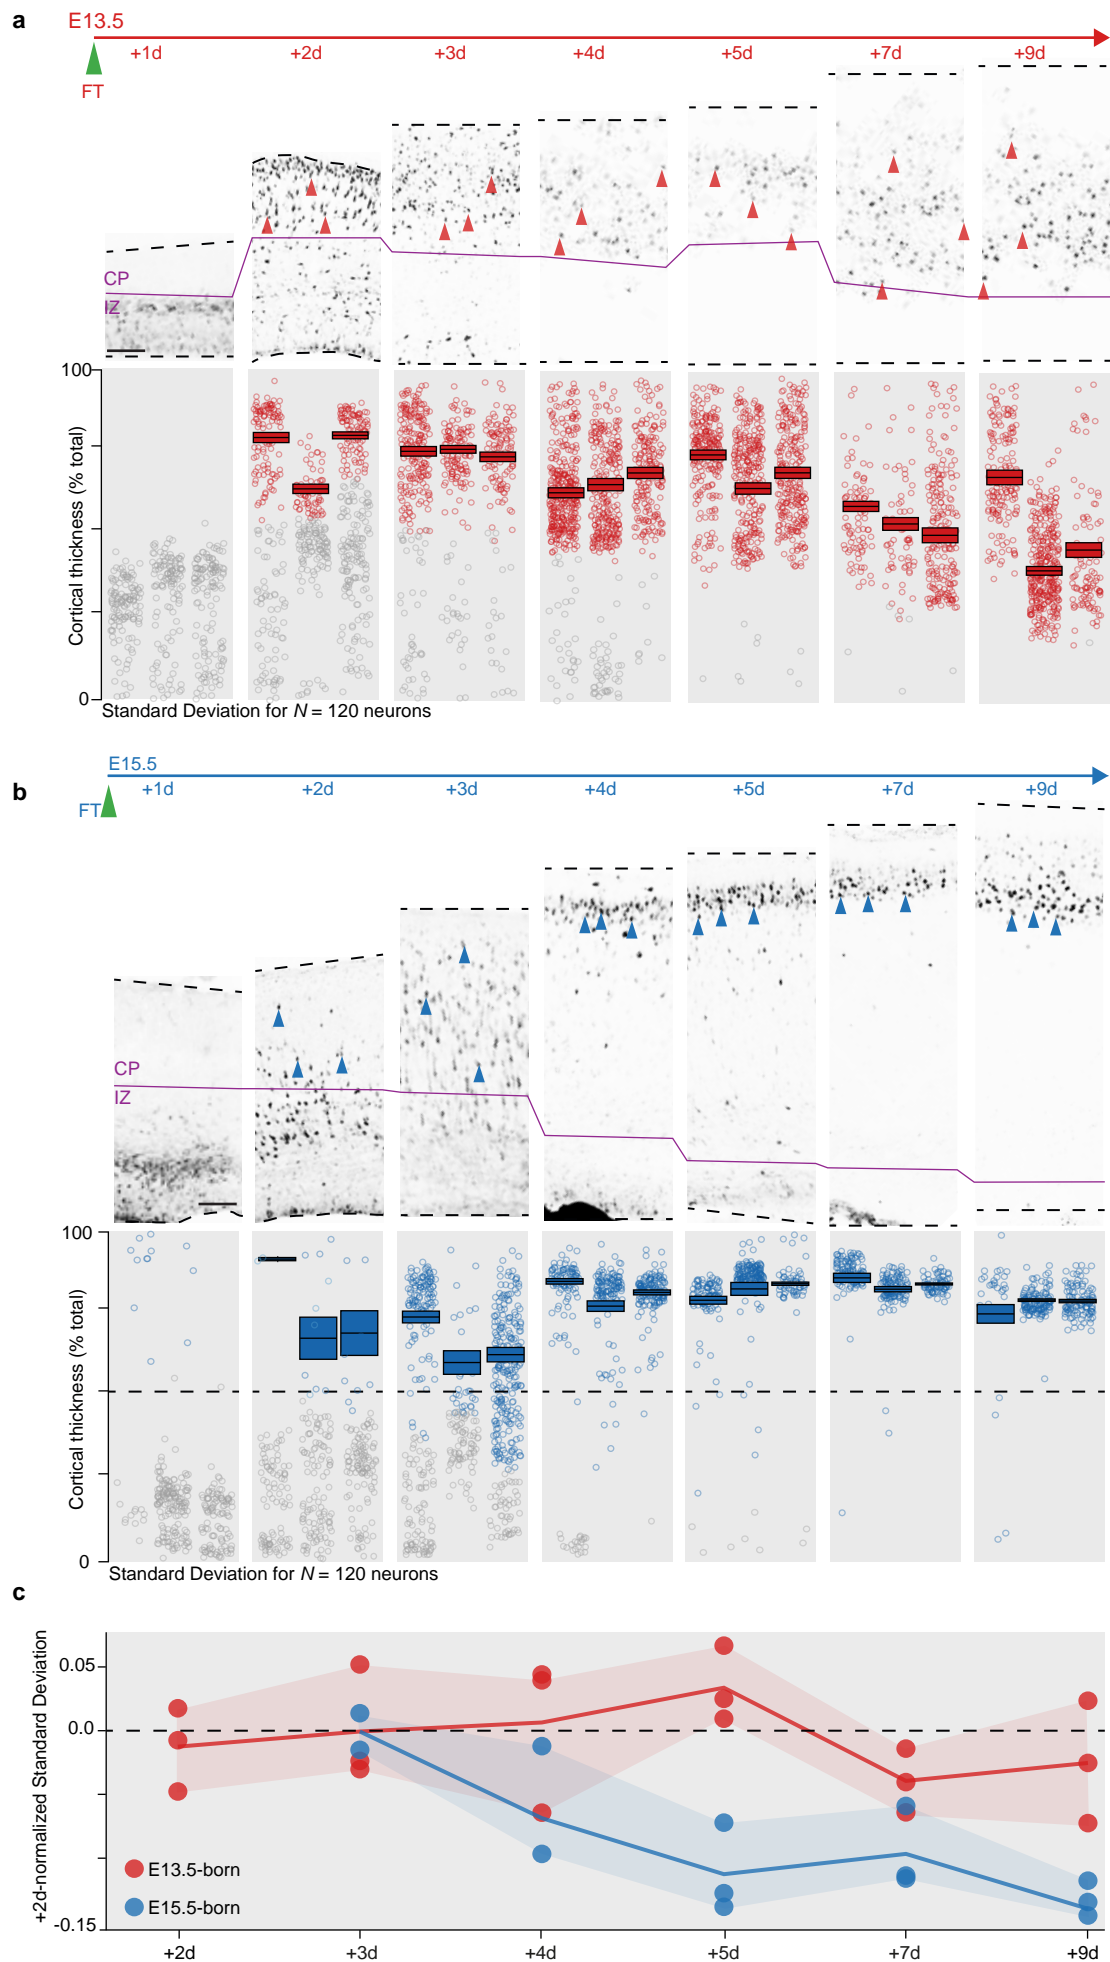 a
E13.5
+1d +2d +3d +4d +5d +7d +9d
FT
CP
IZ
100
Cortical thickness (% total)
0
Standard Deviation for N = 120 neurons
b
E15.5
+1d +2d +3d +4d +5d +7d +9d
FT
CP
IZ
100
Cortical thickness (% total)
0
Standard Deviation for N = 120 neurons
c
+2d-normalized Standard Deviation
0.05
0.0
-0.15
E13.5-born
E15.5-born
+2d +3d +4d +5d +7d +9d